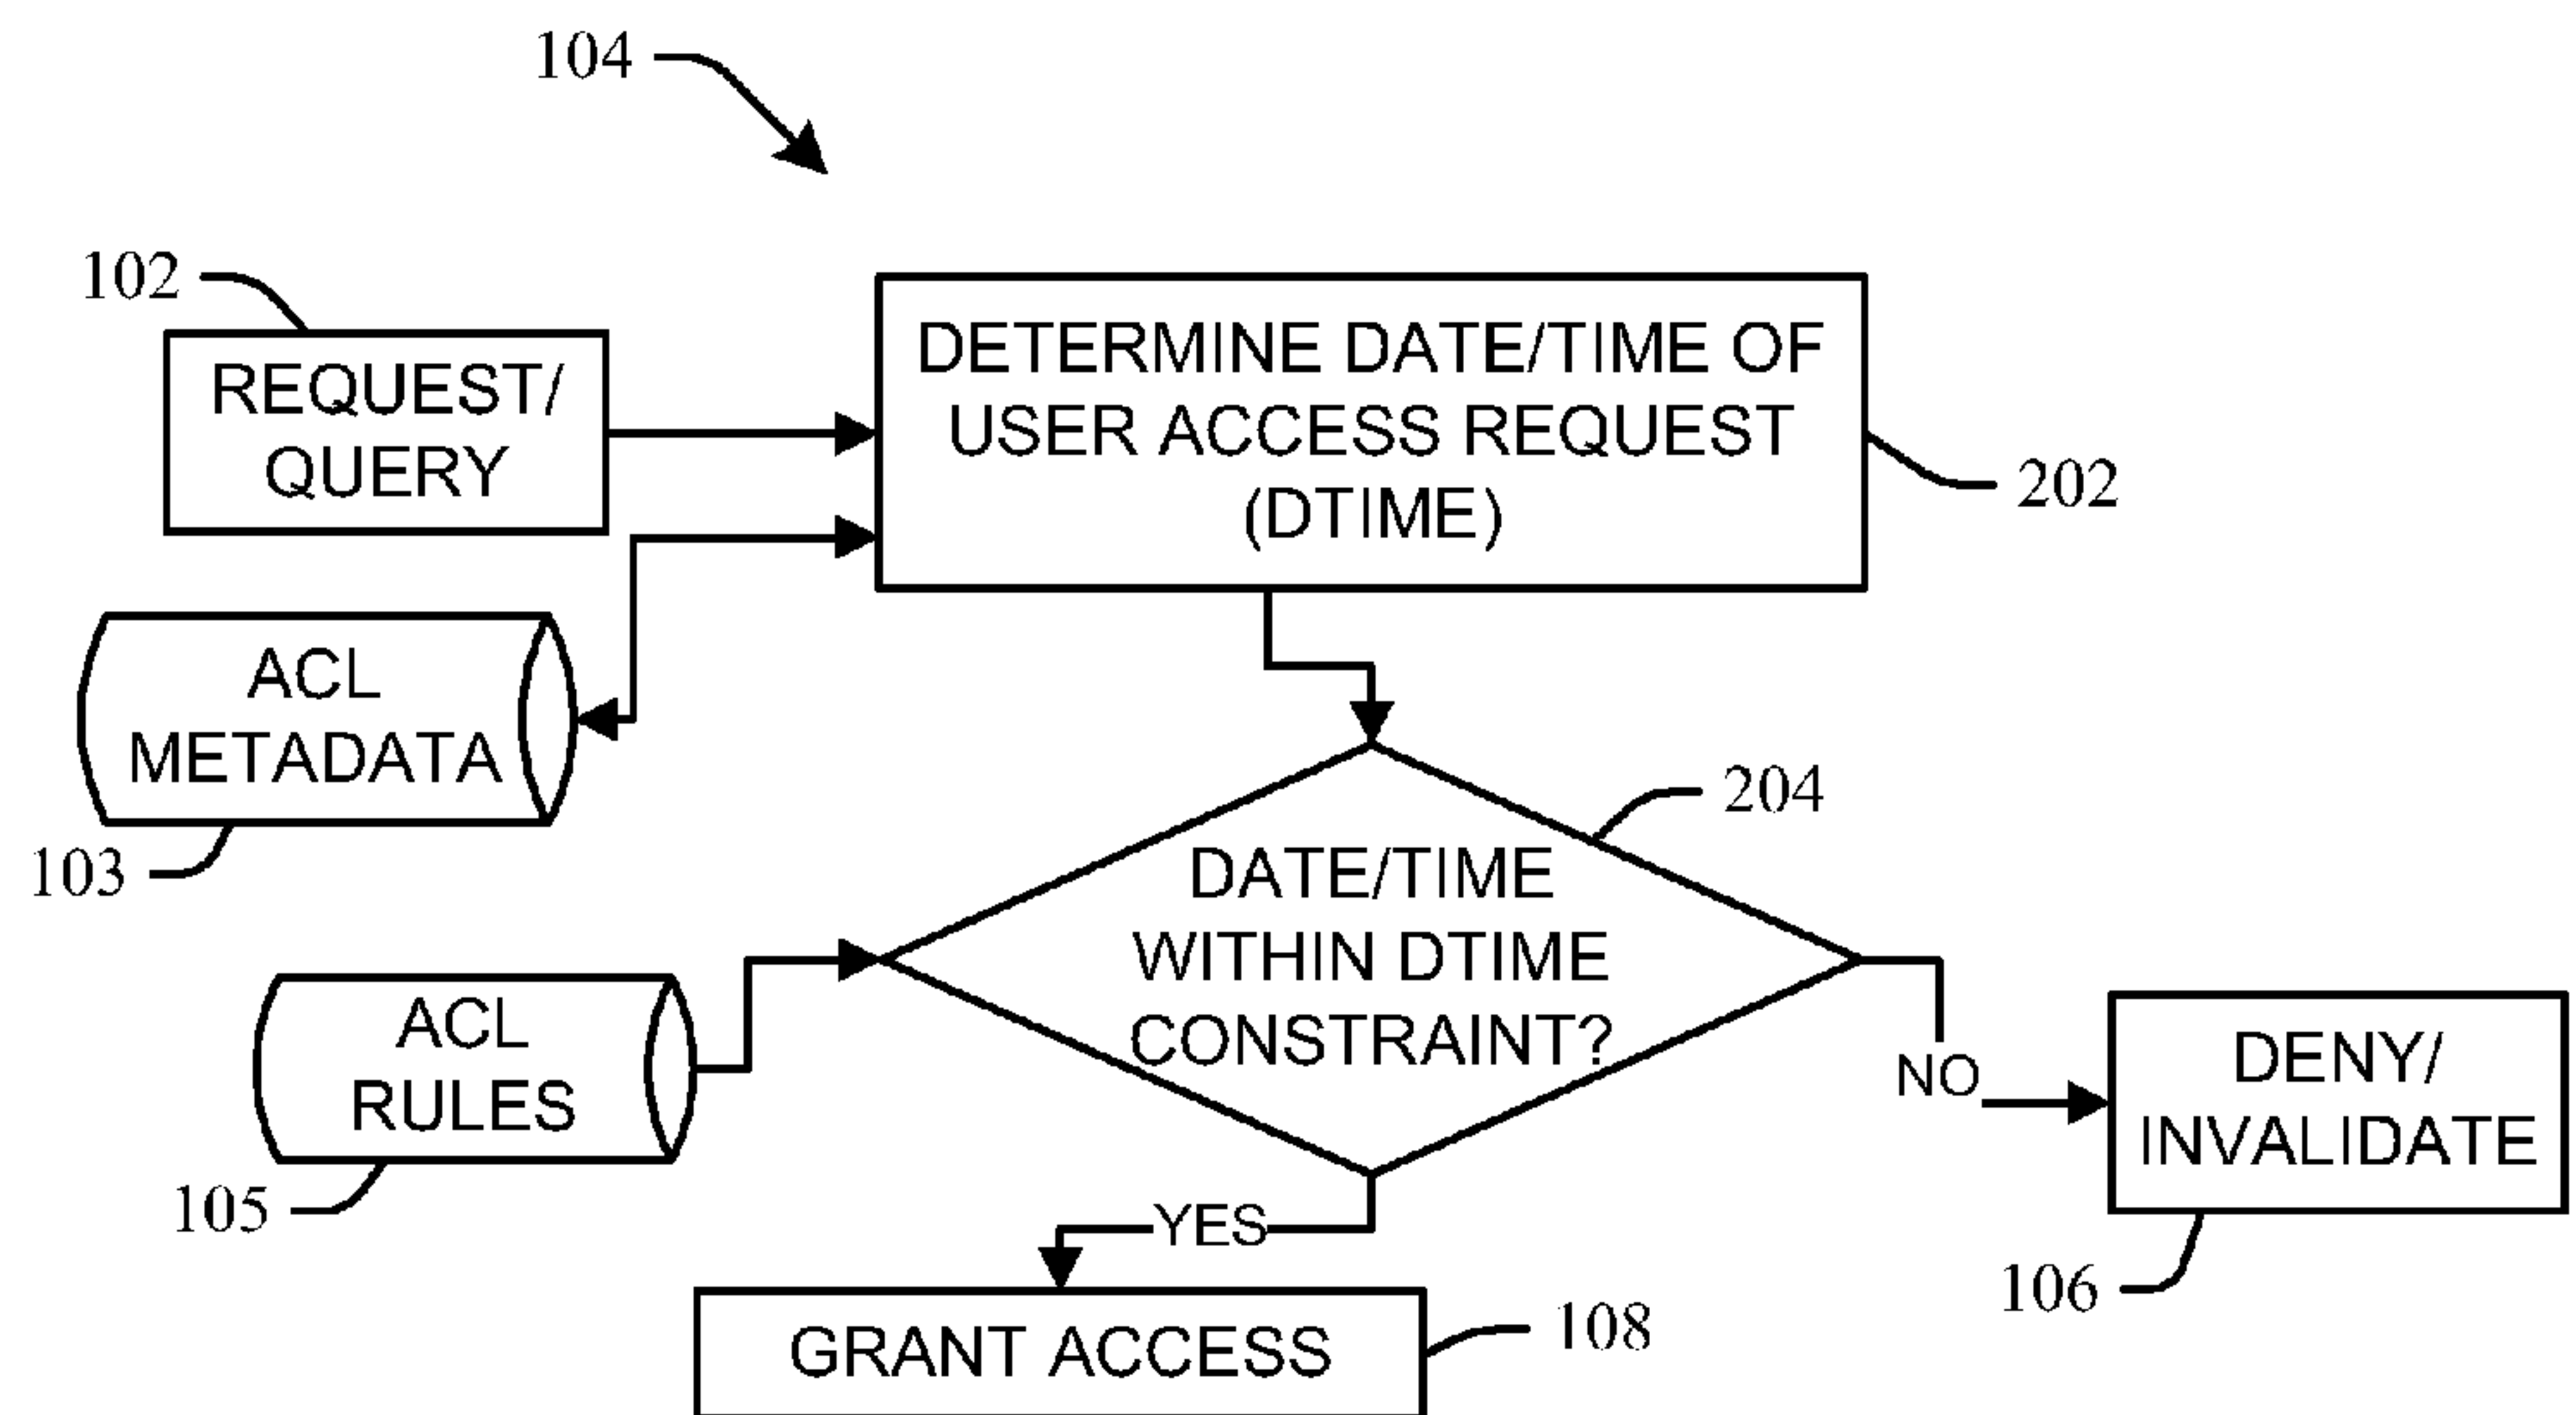 104
102
REQUEST/
QUERY
DETERMINE DATE/TIME OF
USER ACCESS REQUEST
(DTIME)
202
ACL
METADATA
103
204
DATE/TIME
WITHIN DTIME
CONSTRAINT?
ACL
RULES
105
NO
DENY/
INVALIDATE
106
YES
GRANT ACCESS
108